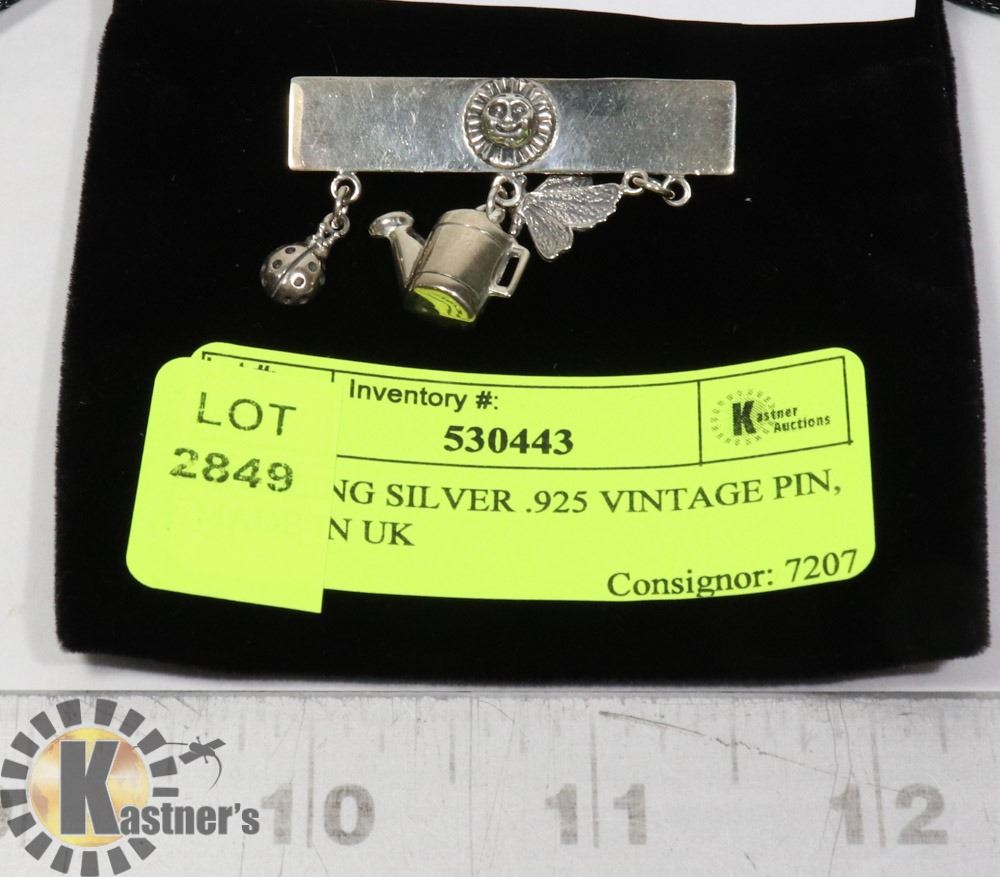 LOT
2849
Inventory #:
530443
Kastner
Auctions
NG SILVER .925 VINTAGE PIN,
N UK
Consignor: 7207
10 11 12
Kastner's